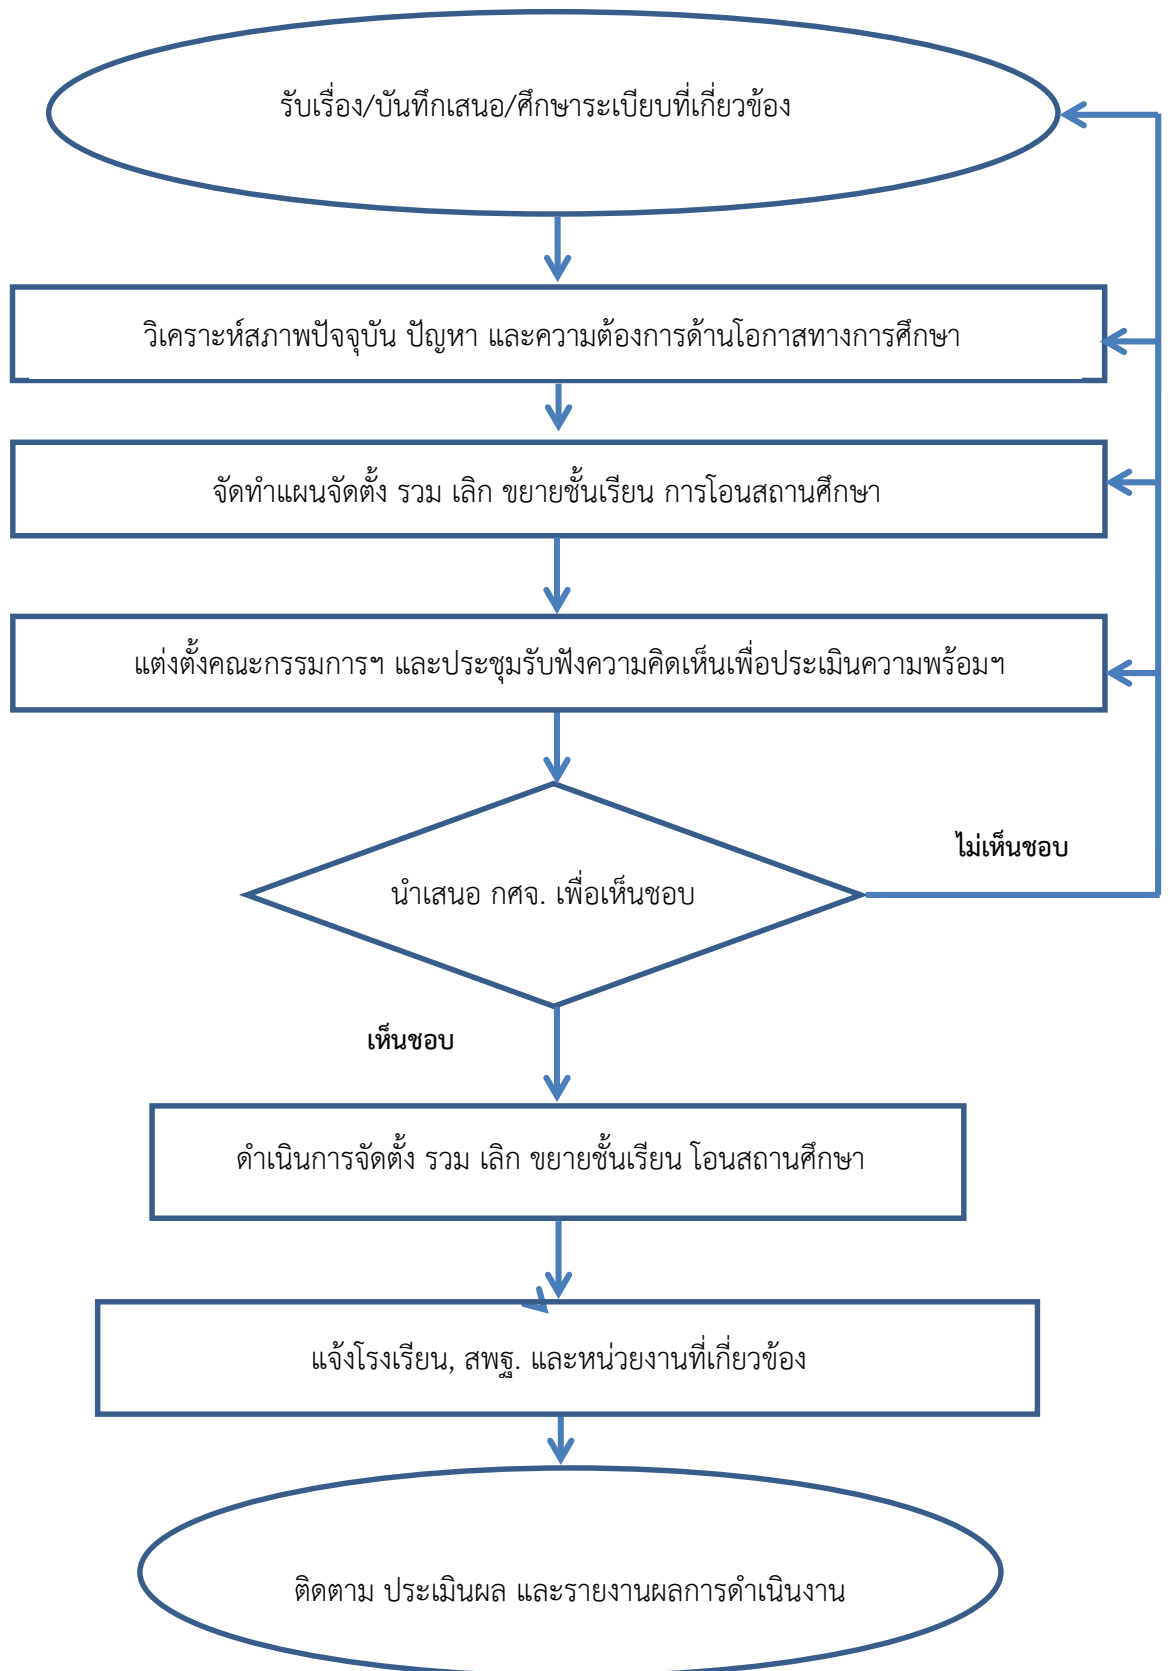 รับเรื่อง/บันทึกเสนอ/ศึกษาระเบียบที่เกี่ยวข้อง
วิเคราะห์สภาพปัจจุบัน ปัญหา และความต้องการด้านโอกาสทางการศึกษา
จัดทำแผนจัดตั้ง รวม เลิก ขยายชั้นเรียน การโอนสถานศึกษา
แต่งตั้งคณะกรรมการฯ และประชุมรับฟังความคิดเห็นเพื่อประเมินความพร้อมฯ
ไม่เห็นชอบ
นำเสนอ กศจ. เพื่อเห็นชอบ
เห็นชอบ
ดำเนินการจัดตั้ง รวม เลิก ขยายชั้นเรียน โอนสถานศึกษา
แจ้งโรงเรียน, สพฐ. และหน่วยงานที่เกี่ยวข้อง
ติดตาม ประเมินผล และรายงานผลการดำเนินงาน